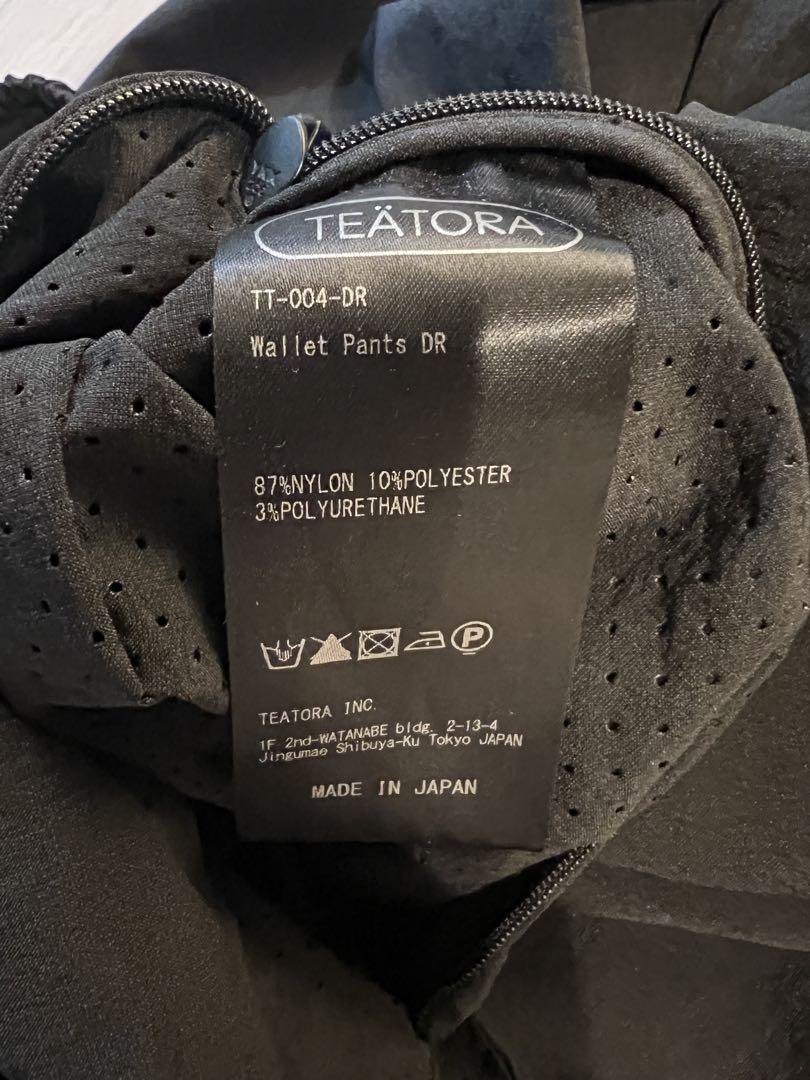 TEÄTORA
TT-004-DR
Wallet Pants DR
87%NYLON 10%POLYESTER
3%POLYURETHANE
P
TEATORA INC.
1F 2nd-WATANABE bldg. 2-13-4
Jingumae Shibuya-Ku Tokyo JAPAN
MADE IN JAPAN